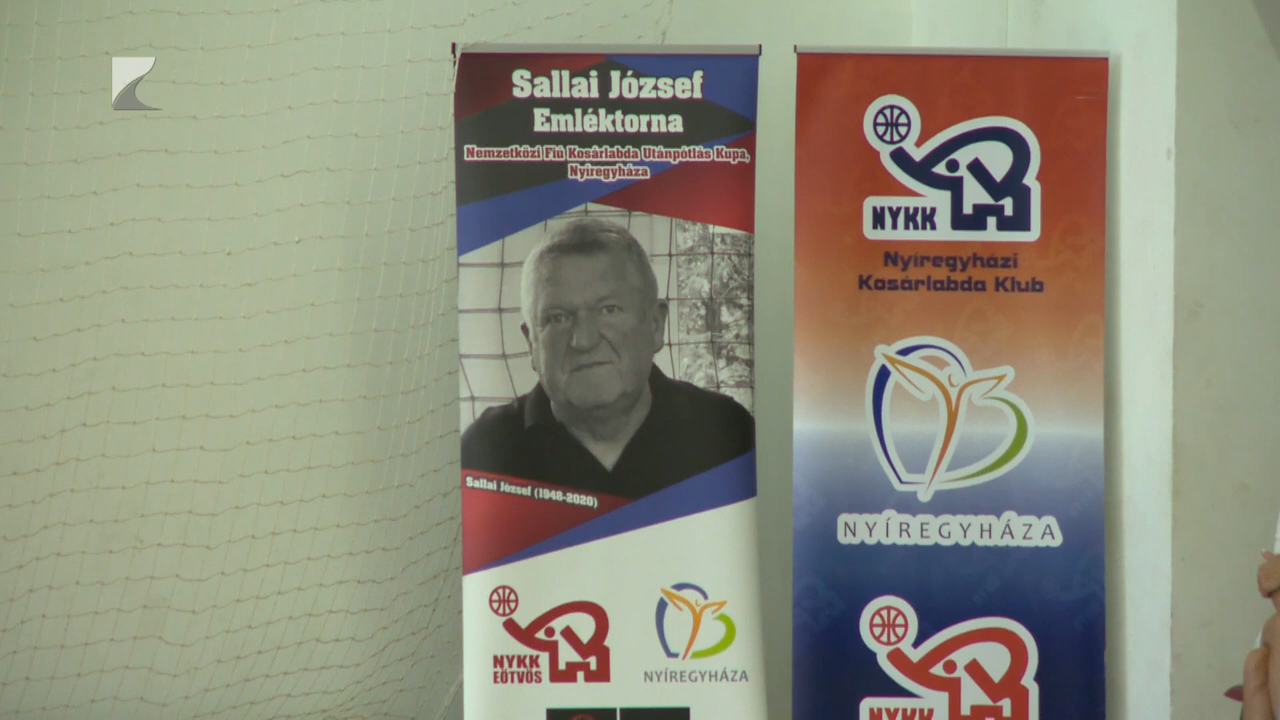 Sallai József
Emléktorna
Nemzetközi Fiú Kosárlabda Utánpótlás Kupa,
Nyíregyháza
Sallai József (1948-2020)
NYKK
EÖTVÖS
NYÍREGYHÁZA
NYKK
Nyíregyházi
Kosárlabda Klub
NYÍREGYHÁZA
NYKK